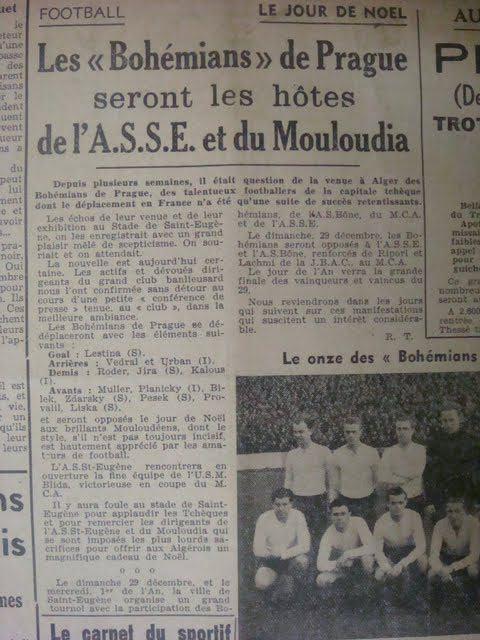 FOOTBALL
LE JOUR DE NOEL
Les « Bohémians » de Prague
seront les hôtes
de l'A.S.S.E. et du Mouloudia
Depuis plusieurs semaines, il était question de la venue à Alger des
Bohémians de Prague, des talentueux footballers de la capitale tchèque
dont le déplacement en France n'a été qu'une suite de succès retentissants.
Les échos de leur venue et de leur
exhibition au Stade de Saint-Eugè-
ne, on les enregistrait avec un grand
plaisir mêlé de scepticisme. On sou-
riait et on attendait.
La nouvelle est aujourd'hui cer-
taine. Les actifs et dévoués diri-
geants du grand club banlieusard
nous l'ont confirmée sans détour au
cours d'une petite « conférence de
presse » tenue, au « club », dans la
meilleure ambiance.
Les Bohémians de Prague se dé-
déplaceront avec les éléments sui-
vants :
Goal : Lestina (S).
Arrières : Vedral et Urban (I).
Demis : Roder, Jira (S), Kalous
(I).
Avants : Muller, Planicky (I), Bi-
lek, Zdarsky (S), Pesek (S), Pro-
vaill, Liska (S).
et seront opposés le jour de Noël
aux brillants Mouloudéens, dont le
style, s'il n'est pas toujours incisif,
est hautement apprécié par les ama-
teurs de football.
L'A.S.St-Eugène rencontrera en
ouverture la fine équipe de l'U.S.M.
Blida, victorieuse en coupe du M.
C.A.
Il y aura foule au stade de Saint-
Eugène pour applaudir les Tchèques
et pour remercier les dirigeants de
l'A.S.St-Eugène et du Mouloudia qui
se sont imposés les plus lourds sa-
crifices pour offrir aux Algérois un
magnifique cadeau de Noël.
o o o
Le dimanche 29 décembre, et le
mercredi, 1er de l'An, la ville de
Saint-Eugène organise un grand
tournoi avec la participation des Bo-
hémians, de l'A.S.Bône, du M.C.A.
et de l'A.S.S.E.
Le dimanche, 29 décembre, les Bo-
hémians seront opposés à l'A.S.S.E.
et l'A.S.Bône, renforcés de Ripori et
Lachmi de la J.B.A.C., au M.C.A.
Le jour de l'An verra la grande
finale des vainqueurs et vaincus du
29.
Nous reviendrons dans les jours
qui suivent sur ces manifestations
qui suscitent un intérêt considéra-
ble.
R. T.
Le onze des « Bohémians
Le carnet du sportif
AU
(De
TROT